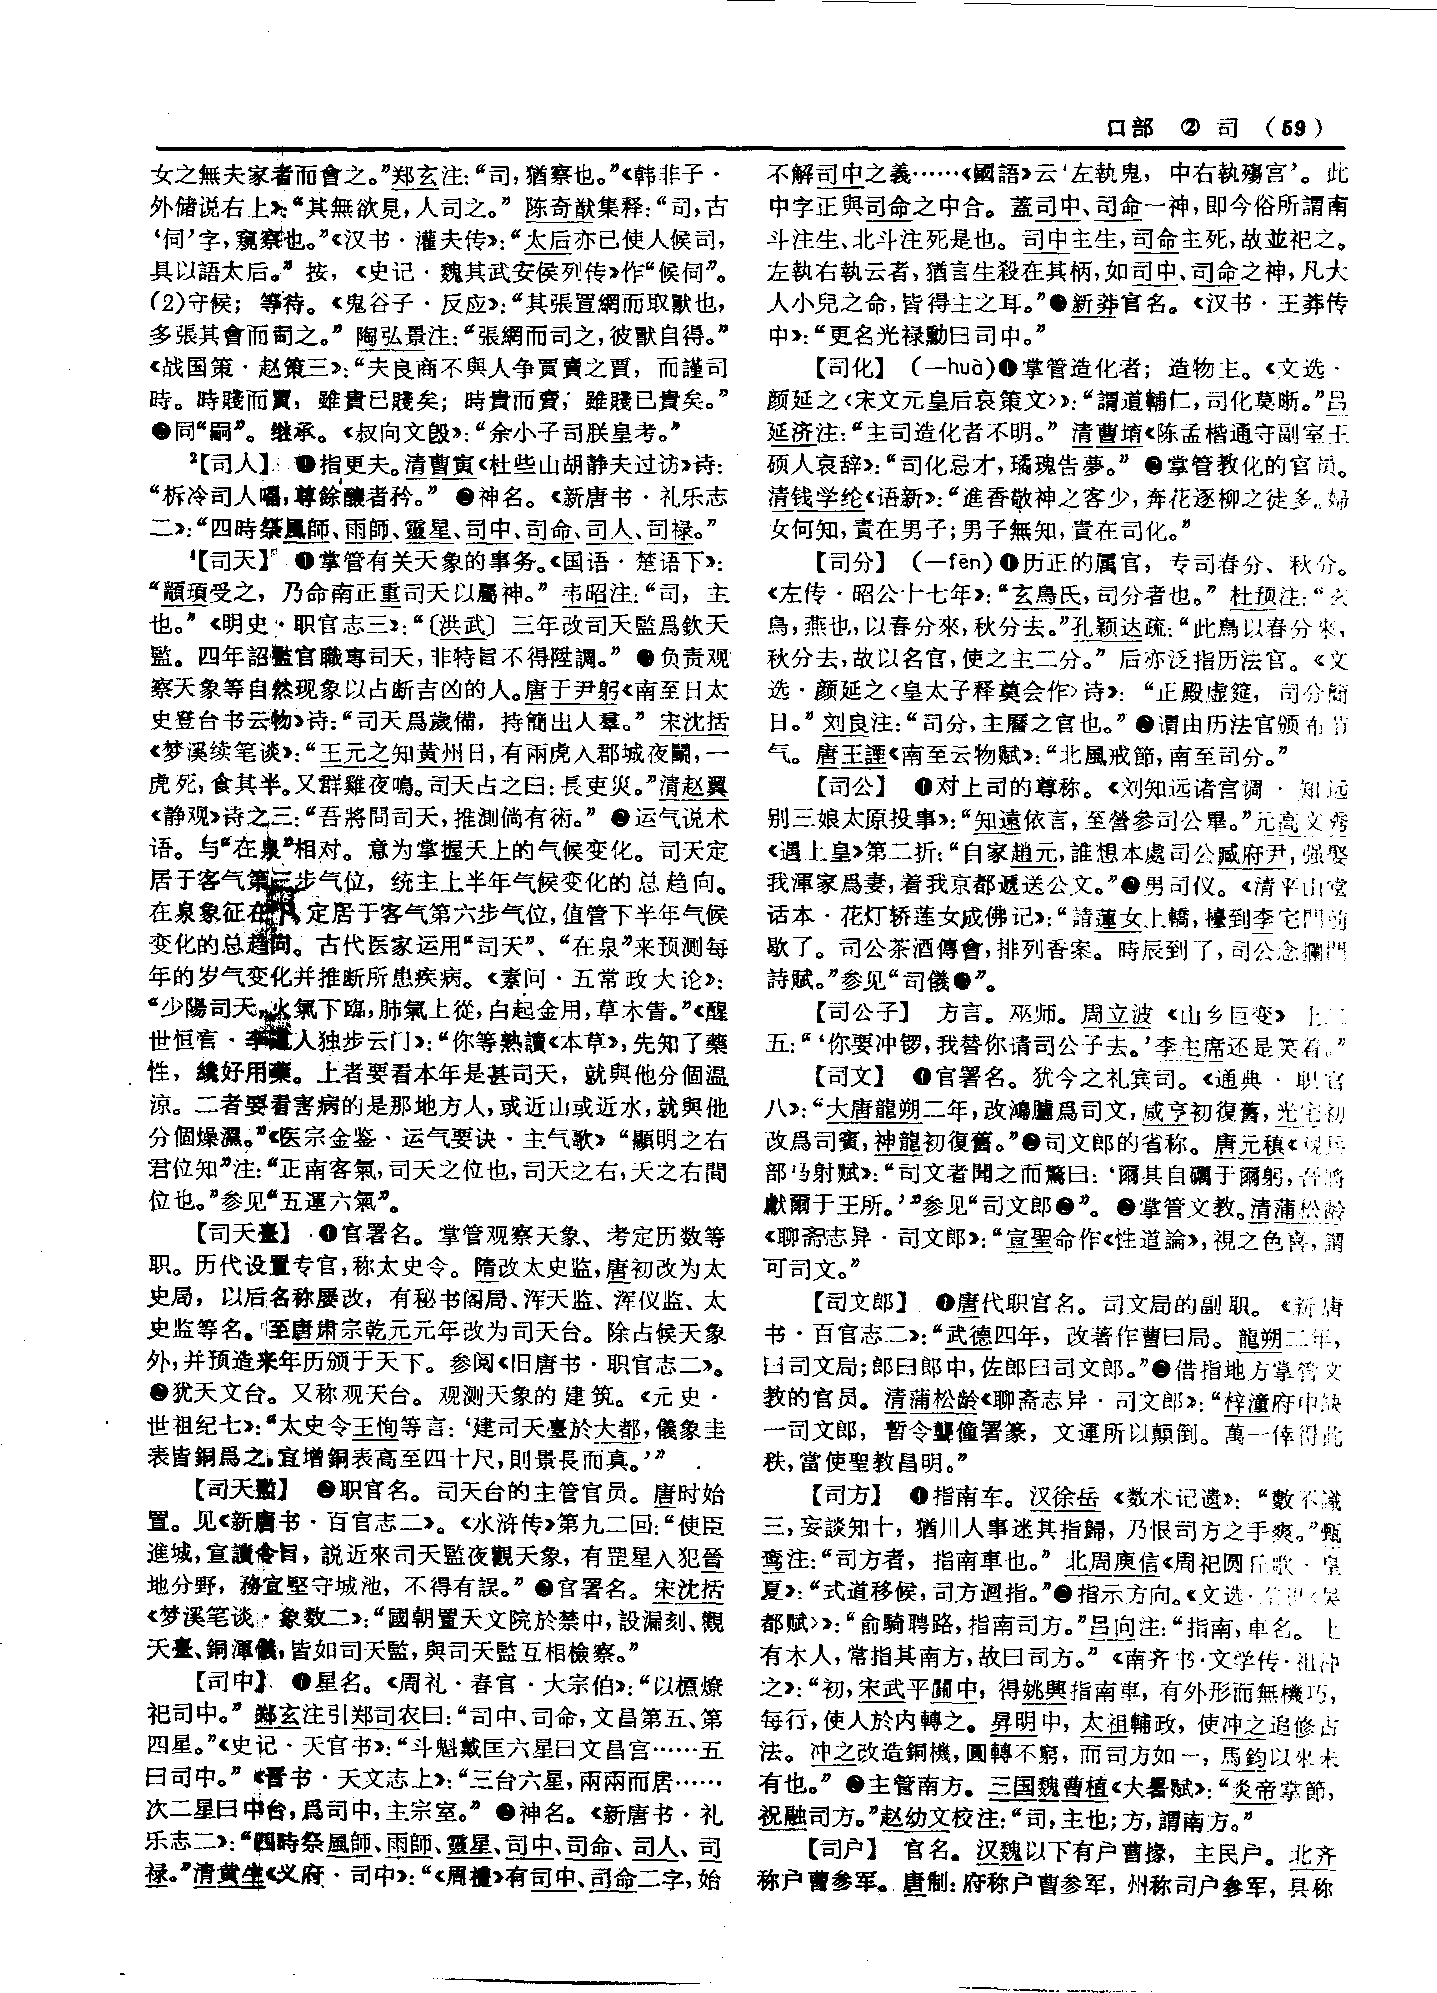 口部 ② 司 （59）
女之無夫家者而會之。”郑玄注：“司，猶察也。”《韩非子·
外储说右上》：“其無欲見，人司之。” 陈奇猷集释：“司，古
‘伺’字，窺察也。”《汉书·灌夫传》：“太后亦已使人候司，
具以語太后。” 按，《史记·魏其武安侯列传》作“候伺”。
(2)守候；等待。《鬼谷子·反应》：“其張罝網而取獸也，
多張其會而司之。” 陶弘景注：“張網而司之，彼獸自得。”
《战国策·赵策三》：“夫良商不與人争買賣之賈，而謹司
時。時賤而買，雖貴已賤矣；時貴而賣，雖賤已貴矣。”
同“嗣”。继承。《叔向文毁》：“余小子司朕皇考。”
²【司人】 ❶指更夫。清曹寅《杜些山胡静夫过访》诗：
“柝冷司人唱，尊餘釀者矜。” ❷神名。《新唐书·礼乐志
二》：“四時祭風師、雨師、靈星、司中、司命、司人、司禄。”
⁴【司天】 ❶掌管有关天象的事务。《国语·楚语下》：
“顓頊受之，乃命南正重司天以屬神。” 韦昭注：“司，主
也。”《明史·职官志三》：“〔洪武〕三年改司天監爲欽天
監。四年詔監官職專司天，非特旨不得陞調。” ❷负责观
察天象等自然现象以占断吉凶的人。唐于尹躬《南至日太
史登台书云物》诗：“司天爲歲備，持簡出人羣。” 宋沈括
《梦溪续笔谈》：“王元之知黄州日，有兩虎入郡城夜鬭，一
虎死，食其半。又群雞夜鳴。司天占之曰：長吏災。”清赵翼
《静观》诗之三：“吾將問司天，推測倘有術。” ❸运气说术
语。与“在泉”相对。意为掌握天上的气候变化。司天定
居于客气第三步气位，统主上半年气候变化的总趋向。
在泉象征在下，定居于客气第六步气位，值管下半年气候
变化的总趋向。古代医家运用“司天”、“在泉”来预测每
年的岁气变化并推断所患疾病。《素问·五常政大论》：
“少陽司天，火氣下臨，肺氣上從，白起金用，草木眚。”《醒
世恒言·李道人独步云门》：“你等熟讀《本草》，先知了藥
性，纔好用藥。上者要看本年是甚司天，就與他分個温
涼。二者要看害病的是那地方人，或近山或近水，就與他
分個燥濕。”《医宗金鉴·运气要诀·主气歌》“顯明之右
君位知”注：“正南客氣，司天之位也，司天之右，天之右間
位也。”参见“五運六氣”。
【司天臺】 ❶官署名。掌管观察天象、考定历数等
职。历代设置专官，称太史令。隋改太史监，唐初改为太
史局，以后名称屡改，有秘书阁局、浑天监、浑仪监、太
史监等名。至唐肃宗乾元元年改为司天台。除占候天象
外，并预造来年历颁于天下。参阅《旧唐书·职官志二》。
❷犹天文台。又称观天台。观测天象的建筑。《元史·
世祖纪七》：“太史令王恂等言：‘建司天臺於大都，儀象圭
表皆銅爲之，宜增銅表高至四十尺，則景長而真。’”
【司天監】 ❶职官名。司天台的主管官员。唐时始
置。见《新唐书·百官志二》。《水浒传》第九二回：“使臣
進城，宣讀令旨，説近來司天監夜觀天象，有罡星入犯晉
地分野，務宜堅守城池，不得有誤。” ❷官署名。宋沈括
《梦溪笔谈·象数二》：“國朝置天文院於禁中，設漏刻、觀
天臺、銅渾儀，皆如司天監，與司天監互相檢察。”
【司中】 ❶星名。《周礼·春官·大宗伯》：“以槱燎
祀司中。” 郑玄注引郑司农曰：“司中、司命，文昌第五、第
四星。”《史记·天官书》：“斗魁戴匡六星曰文昌宫……五
曰司中。”《晋书·天文志上》：“三台六星，兩兩而居……
次二星曰中台，爲司中，主宗室。” ❷神名。《新唐书·礼
乐志二》：“四時祭風師、雨師、靈星、司中、司命、司人、司
禄。”清黄生《义府·司中》：“《周禮》有司中、司命二字，始
不解司中之義……《國語》云‘左執鬼，中右執殤宫’。此
中字正與司命之中合。蓋司中、司命一神，即今俗所謂南
斗注生、北斗注死是也。司中主生，司命主死，故並祀之。
左執右執云者，猶言生殺在其柄，如司中、司命之神，凡大
人小兒之命，皆得主之耳。”❸新莽官名。《汉书·王莽传
中》：“更名光禄勳曰司中。”
【司化】 （—huà）❶掌管造化者；造物主。《文选·
颜延之〈宋文元皇后哀策文〉》：“謂道輔仁，司化莫晰。”吕
延济注：“主司造化者不明。” 清曹堉《陈孟楷通守副室王
硕人哀辞》：“司化忌才，璚瑰告夢。” ❷掌管教化的官员。
清钱学纶《语新》：“進香敬神之客少，奔花逐柳之徒多。婦
女何知，責在男子；男子無知，責在司化。”
【司分】 （—fēn）❶历正的属官，专司春分、秋分。
《左传·昭公十七年》：“玄鳥氏，司分者也。” 杜预注：“玄
鳥，燕也，以春分來，秋分去。”孔颖达疏：“此鳥以春分來，
秋分去，故以名官，使之主二分。” 后亦泛指历法官。《文
选·颜延之〈皇太子释奠会作〉诗》：“正殿虚筵，司分簡
日。” 刘良注：“司分，主曆之官也。” ❷谓由历法官颁布节
气。唐王諲《南至云物赋》：“北風戒節，南至司分。”
【司公】 ❶对上司的尊称。《刘知远诸宫调·知远
别三娘太原投事》：“知遠依言，至營參司公畢。”元高文秀
《遇上皇》第二折：“自家趙元，誰想本處司公臧府尹，强娶
我渾家爲妻，着我京都遞送公文。”❷男司仪。《清平山堂
话本·花灯轿莲女成佛记》：“請蓮女上轎，擡到李宅門前
歇了。司公茶酒傳會，排列香案。時辰到了，司公念攔門
詩賦。”参见“司儀❸”。
【司公子】 方言。巫师。周立波《山乡巨变》上二
五：“‘你要冲锣，我替你请司公子去。’李主席还是笑着。”
【司文】 ❶官署名。犹今之礼宾司。《通典·职官
八》：“大唐龍朔二年，改鴻臚爲司文，咸亨初復舊，光宅初
改爲司賓，神龍初復舊。”❷司文郎的省称。唐元稹《观兵
部马射赋》：“司文者聞之而驚曰：‘爾其自礪于爾躬，吾將
獻爾于王所。’”参见“司文郎❶”。 ❸掌管文教。清蒲松龄
《聊斋志异·司文郎》：“宣聖命作《性道論》，視之色喜，謂
可司文。”
【司文郎】 ❶唐代职官名。司文局的副职。《新唐
书·百官志二》：“武德四年，改著作曹曰局。龍朔二年，
曰司文局；郎曰郎中，佐郎曰司文郎。”❷借指地方掌管文
教的官员。清蒲松龄《聊斋志异·司文郎》：“梓潼府中缺
一司文郎，暫令聾僮署篆，文運所以顛倒。萬一倖得此
秩，當使聖教昌明。”
【司方】 ❶指南车。汉徐岳《数术记遗》：“數不識
三，妄談知十，猶川人事迷其指歸，乃恨司方之手爽。”甄
鸾注：“司方者，指南車也。” 北周庾信《周祀圆丘歌·皇
夏》：“式道移候，司方迴指。”❷指示方向。《文选·左思〈吴
都赋〉》：“俞騎騁路，指南司方。”吕向注：“指南，車名。上
有木人，常指其南方，故曰司方。”《南齐书·文学传·祖冲
之》：“初，宋武平關中，得姚興指南車，有外形而無機巧，
每行，使人於内轉之。昇明中，太祖輔政，使冲之追修古
法。冲之改造銅機，圓轉不窮，而司方如一，馬鈞以來未
有也。” ❸主管南方。三国魏曹植《大暑赋》：“炎帝掌節，
祝融司方。”赵幼文校注：“司，主也；方，謂南方。”
【司户】 官名。汉魏以下有户曹掾，主民户。北齐
称户曹参军。唐制：府称户曹参军，州称司户参军，县称